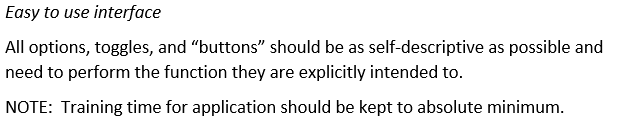 Easy to use interface
All options, toggles, and “buttons” should be as self-descriptive as possible and
need to perform the function they are explicitly intended to.
NOTE:  Training time for application should be kept to absolute minimum.